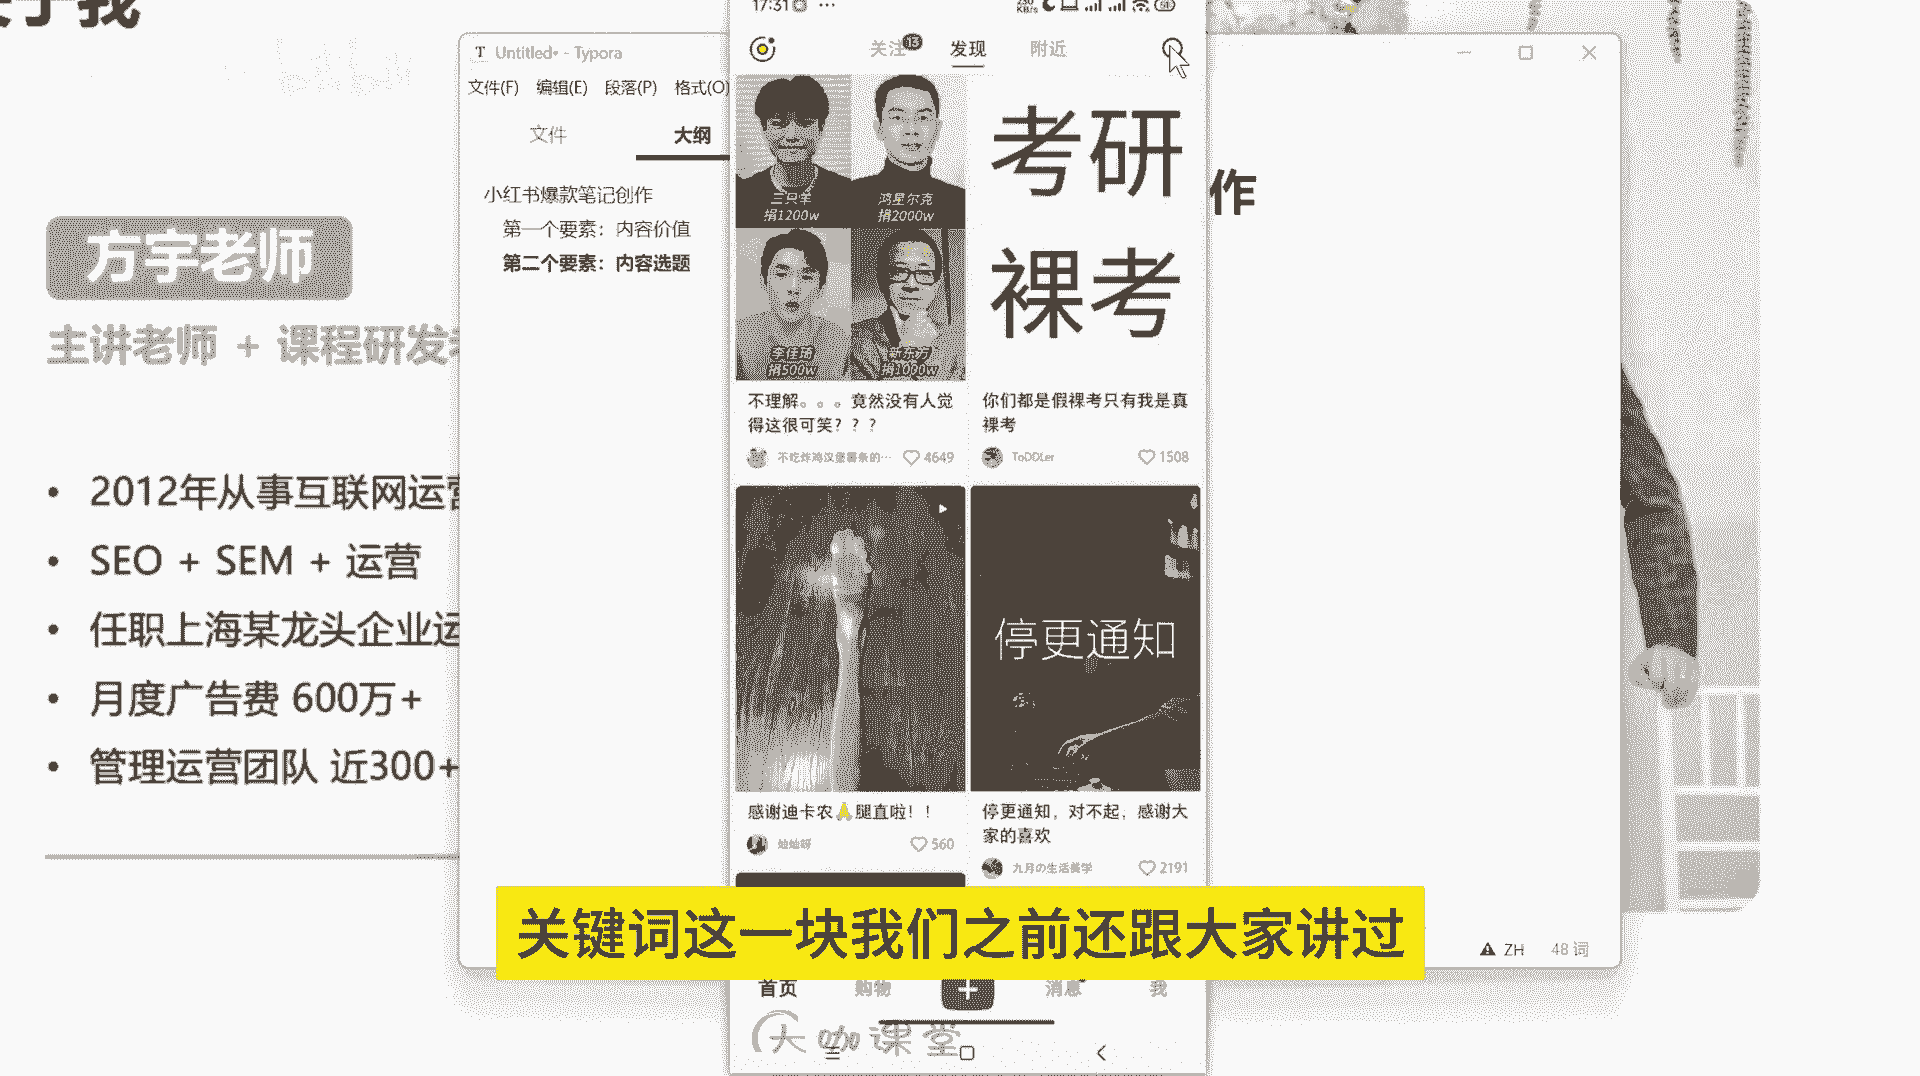 关于我
方宇老师
主讲老师 + 课程研发
2012年从事互联网运营
SEO + SEM + 运营
任职上海某龙头企业运
月度广告费 600万+
管理运营团队 近300+
Untitled• - Typora
文件(F) 编辑(E) 段落(P) 格式(O)
文件 大纲
小红书爆款笔记创作
第一个要素：内容价值
第二个要素：内容选题
作
17:31
KB/s
关注 13 发现 附近
三只羊
捐1200w
鸿星尔克
捐2000w
李佳琦
捐500w
新东方
捐1000w
不理解。。。竟然没有人觉
得这很可笑？？？
不吃炸鸡汉堡薯条的… 4649
考研
裸考
你们都是假裸考只有我是真
裸考
ToDDLer 1508
感谢迪卡农🙏腿直啦！！
560
停更通知
停更通知，对不起，感谢大
家的喜欢
九月の生活美学 2191
关键词这一块我们之前还跟大家讲过
ZH 48 词
首页 购物 消息 我
大咖课堂